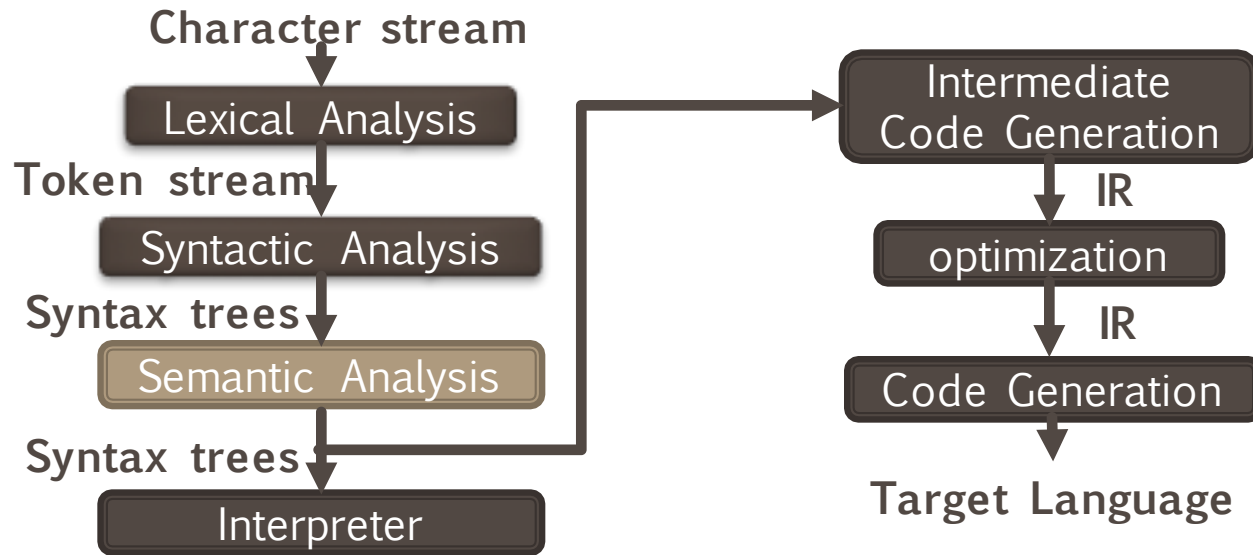 Character stream
Lexical Analysis
Token stream
Syntactic Analysis
Syntax trees
Semantic Analysis
Syntax trees
Interpreter
Intermediate
Code Generation
IR
optimization
IR
Code Generation
Target Language